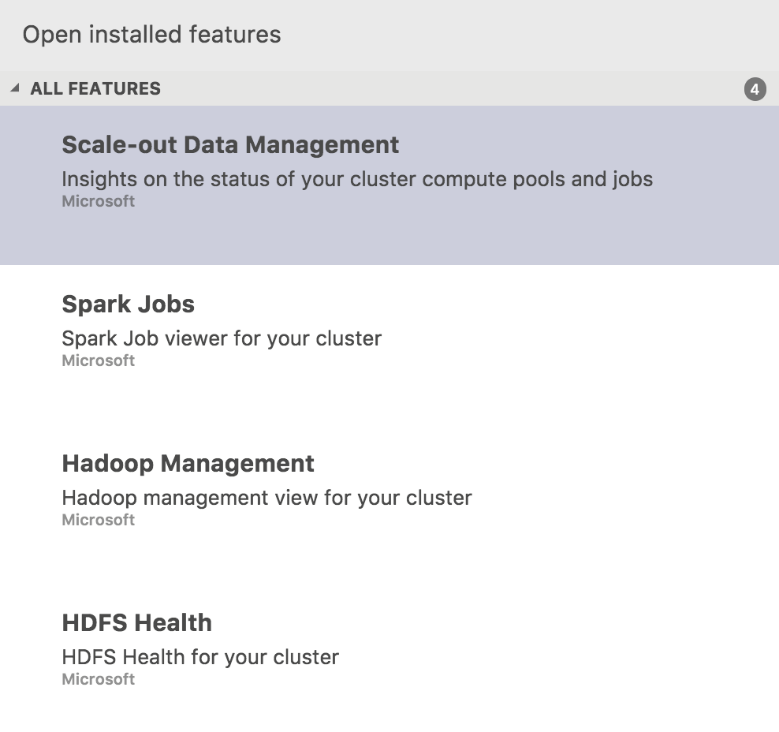 Open installed features
ALL FEATURES 4
Scale-out Data Management
Insights on the status of your cluster compute pools and jobs
Microsoft
Spark Jobs
Spark Job viewer for your cluster
Microsoft
Hadoop Management
Hadoop management view for your cluster
Microsoft
HDFS Health
HDFS Health for your cluster
Microsoft